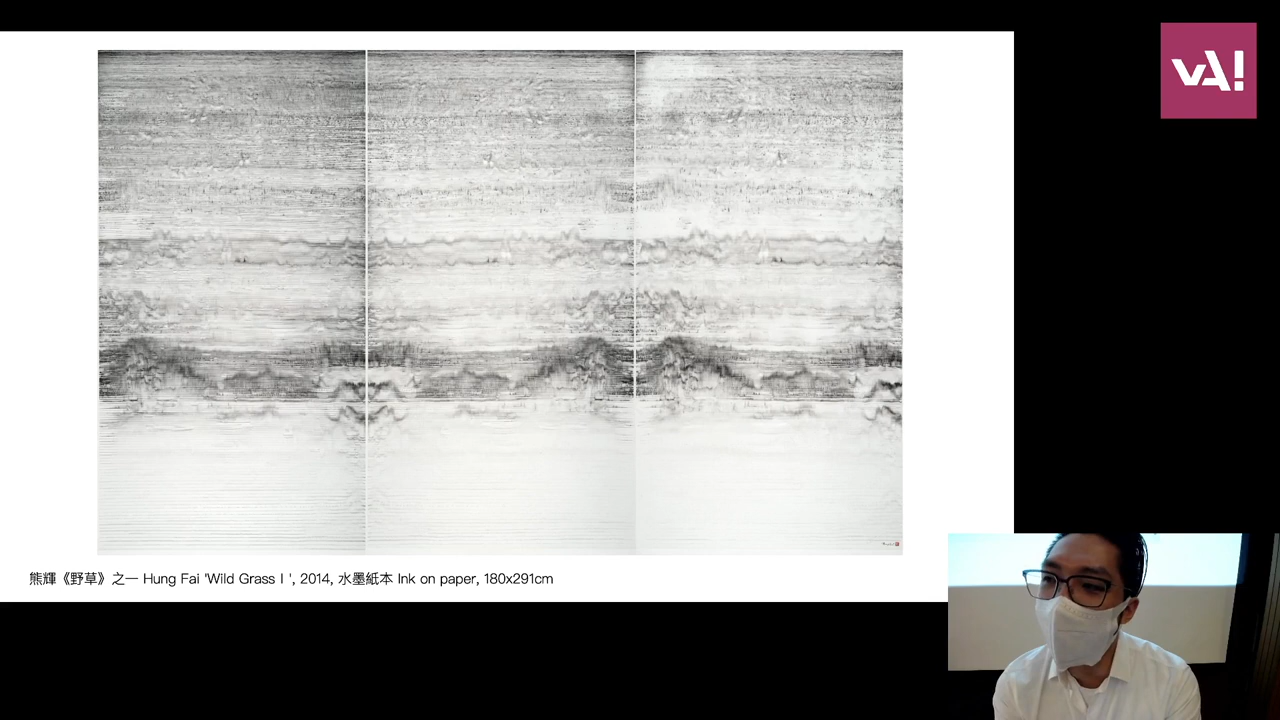 vA!
熊輝《野草》之一 Hung Fai 'Wild Grass I ', 2014, 水墨紙本 Ink on paper, 180x291cm